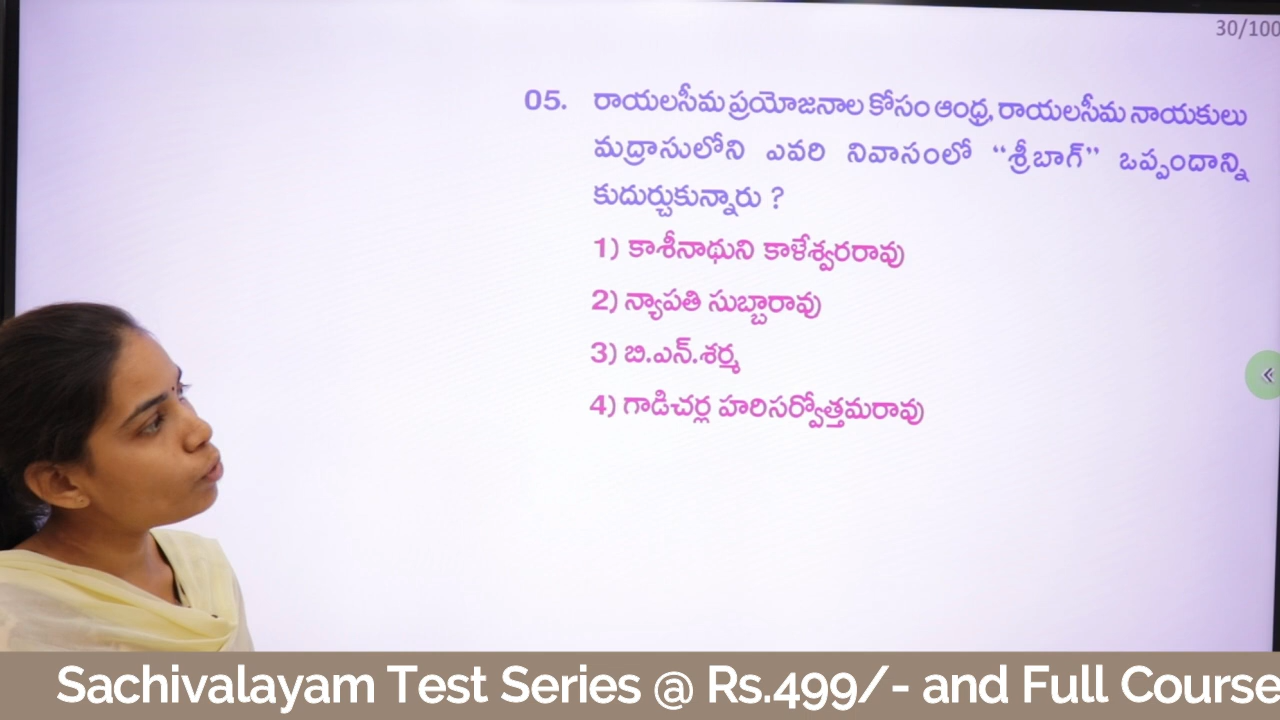 30/100
05. రాయలసీమ ప్రయోజనాల కోసం ఆంధ్ర, రాయలసీమ నాయకులు
మద్రాసులోని ఎవరి నివాసంలో “శ్రీబాగ్” ఒప్పందాన్ని
కుదుర్చుకున్నారు ?
1) కాశీనాథుని కాళేశ్వరరావు
2) న్యాపతి సుబ్బారావు
3) బి.ఎన్.శర్మ
4) గాడిచర్ల హరిసర్వోత్తమరావు
Sachivalayam Test Series @ Rs.499/- and Full Course